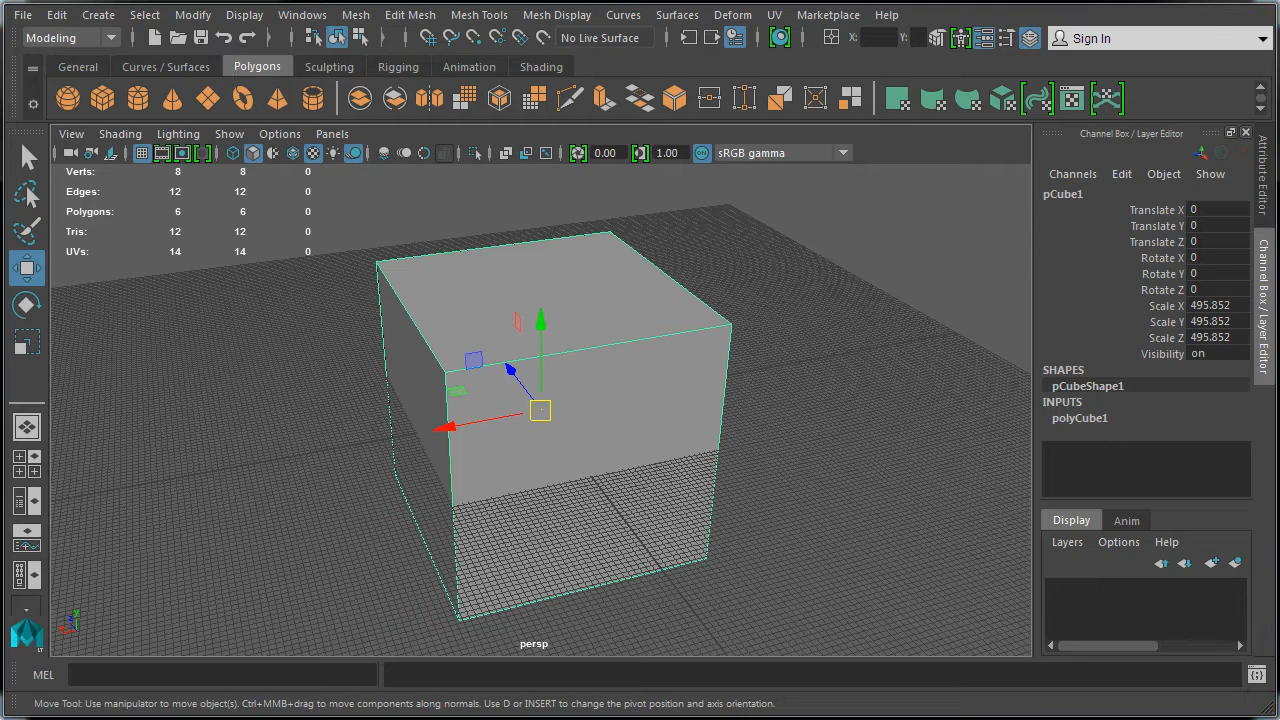 File Edit Create Select Modify Display Windows Mesh Edit Mesh Mesh Tools Mesh Display Curves Surfaces Deform UV Marketplace Help
Modeling No Live Surface X: Y: Sign In
General Curves / Surfaces Polygons Sculpting Rigging Animation Shading
View Shading Lighting Show Options Panels
0.00 1.00 ON sRGB gamma
Verts: 8 8 0
Edges: 12 12 0
Polygons: 6 6 0
Tris: 12 12 0
UVs: 14 14 0
persp
Channel Box / Layer Editor
Channels Edit Object Show
pCube1
Translate X 0
Translate Y 0
Translate Z 0
Rotate X 0
Rotate Y 0
Rotate Z 0
Scale X 495.852
Scale Y 495.852
Scale Z 495.852
Visibility on
SHAPES
pCubeShape1
INPUTS
polyCube1
Display Anim
Layers Options Help
Attribute Editor
Channel Box / Layer Editor
LT
MEL
Move Tool: Use manipulator to move object(s). Ctrl+MMB+drag to move components along normals. Use D or INSERT to change the pivot position and axis orientation.